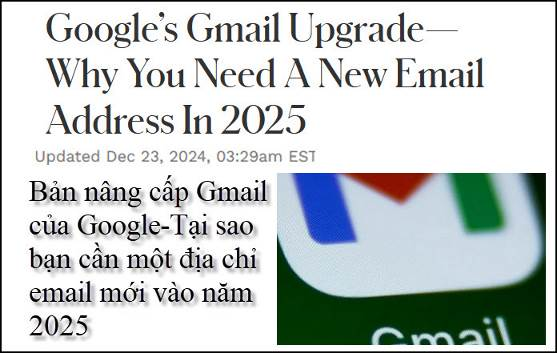 Google’s Gmail Upgrade—
Why You Need A New Email
Address In 2025
Updated Dec 23, 2024, 03:29am EST
Bản nâng cấp Gmail
của Google-Tại sao
bạn cần một địa chỉ
email mới vào năm
2025
Gmail